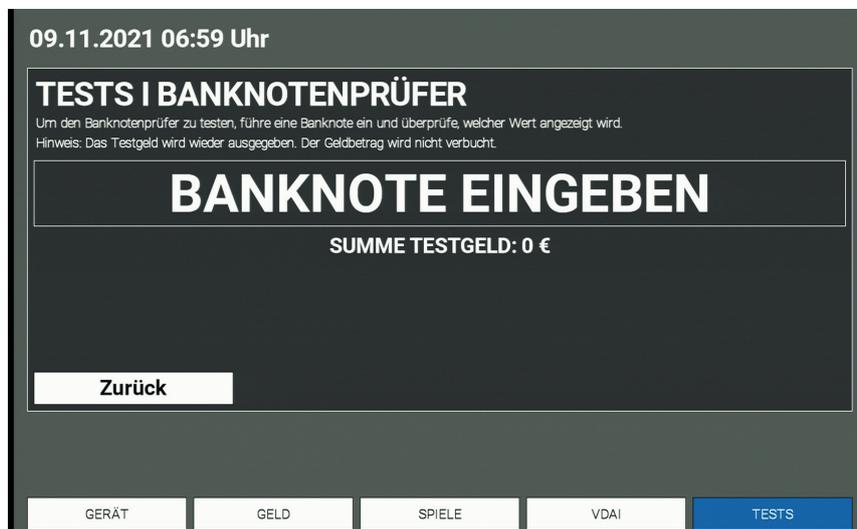 09.11.2021 06:59 Uhr
TESTS I BANKNOTENPRÜFER
Um den Banknotenprüfer zu testen, führe eine Banknote ein und überprüfe, welcher Wert angezeigt wird.
Hinweis: Das Testgeld wird wieder ausgegeben. Der Geldbetrag wird nicht verbucht.
BANKNOTE EINGEBEN
SUMME TESTGELD: 0 €
Zurück
GERÄT GELD SPIELE VDAI TESTS